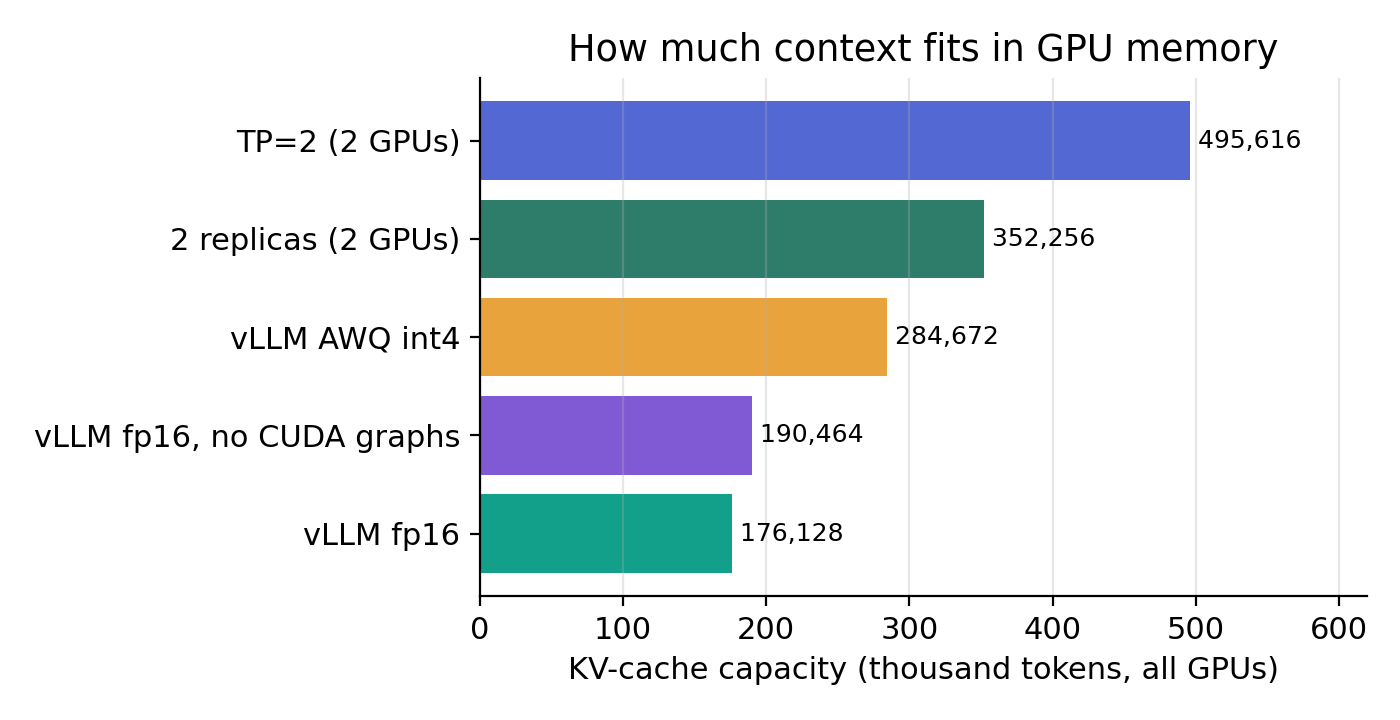 How much context fits in GPU memory
TP=2 (2 GPUs)
495,616
2 replicas (2 GPUs)
352,256
vLLM AWQ int4
284,672
vLLM fp16, no CUDA graphs
190,464
vLLM fp16
176,128
0 100 200 300 400 500 600
KV-cache capacity (thousand tokens, all GPUs)